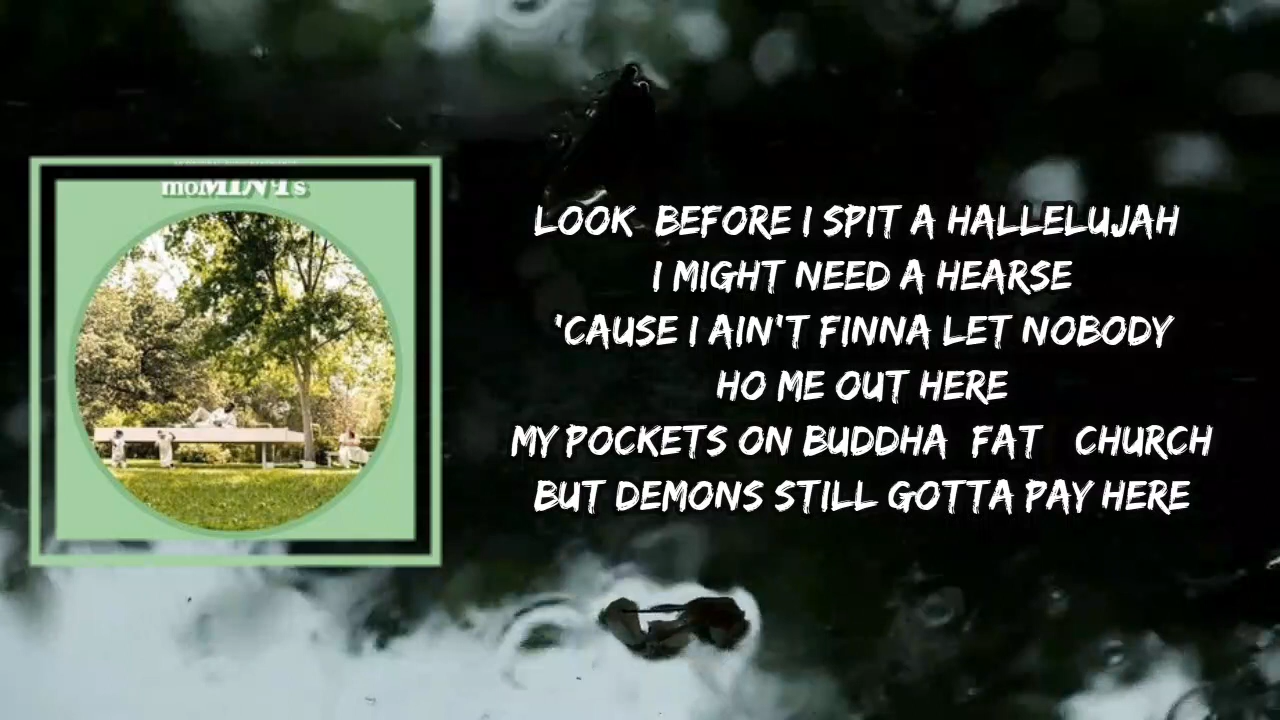 moMINTs
LOOK BEFORE I SPIT A HALLELUJAH
I MIGHT NEED A HEARSE
'CAUSE I AIN'T FINNA LET NOBODY
HO ME OUT HERE
MY POCKETS ON BUDDHA FAT CHURCH
BUT DEMONS STILL GOTTA PAY HERE